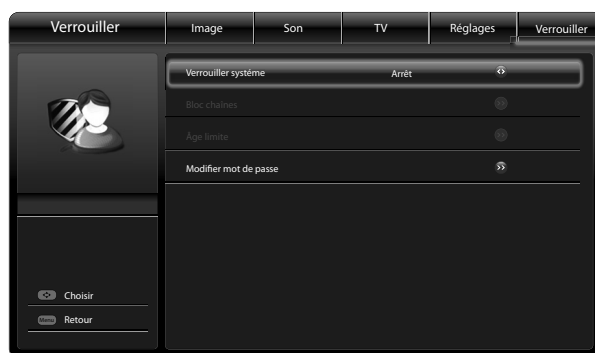 Verrouiller Image Son TV Réglages Verrouiller
Verrouiller systéme Arrêt
Bloc chaînes
Âge limite
Modifier mot de passe
Choisir
Menu Retour